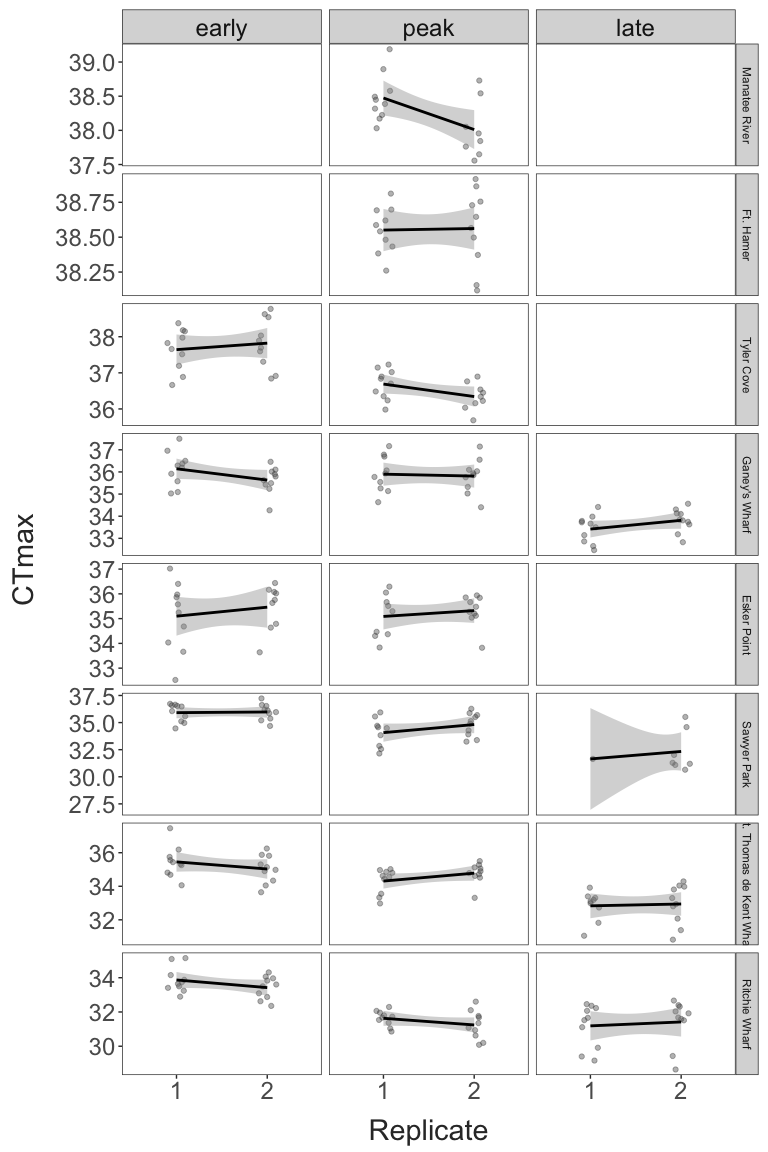 early
peak
late
39.0
38.5
38.0
37.5
Manatee River
38.75
38.50
38.25
Ft. Hamer
38
37
36
Tyler Cove
37
36
35
34
33
Ganey's Wharf
37
36
35
34
33
Esker Point
37.5
35.0
32.5
30.0
27.5
Sawyer Park
36
34
32
t. Thomas de Kent Wha
34
32
30
Ritchie Wharf
1
2
1
2
1
2
CTmax
Replicate